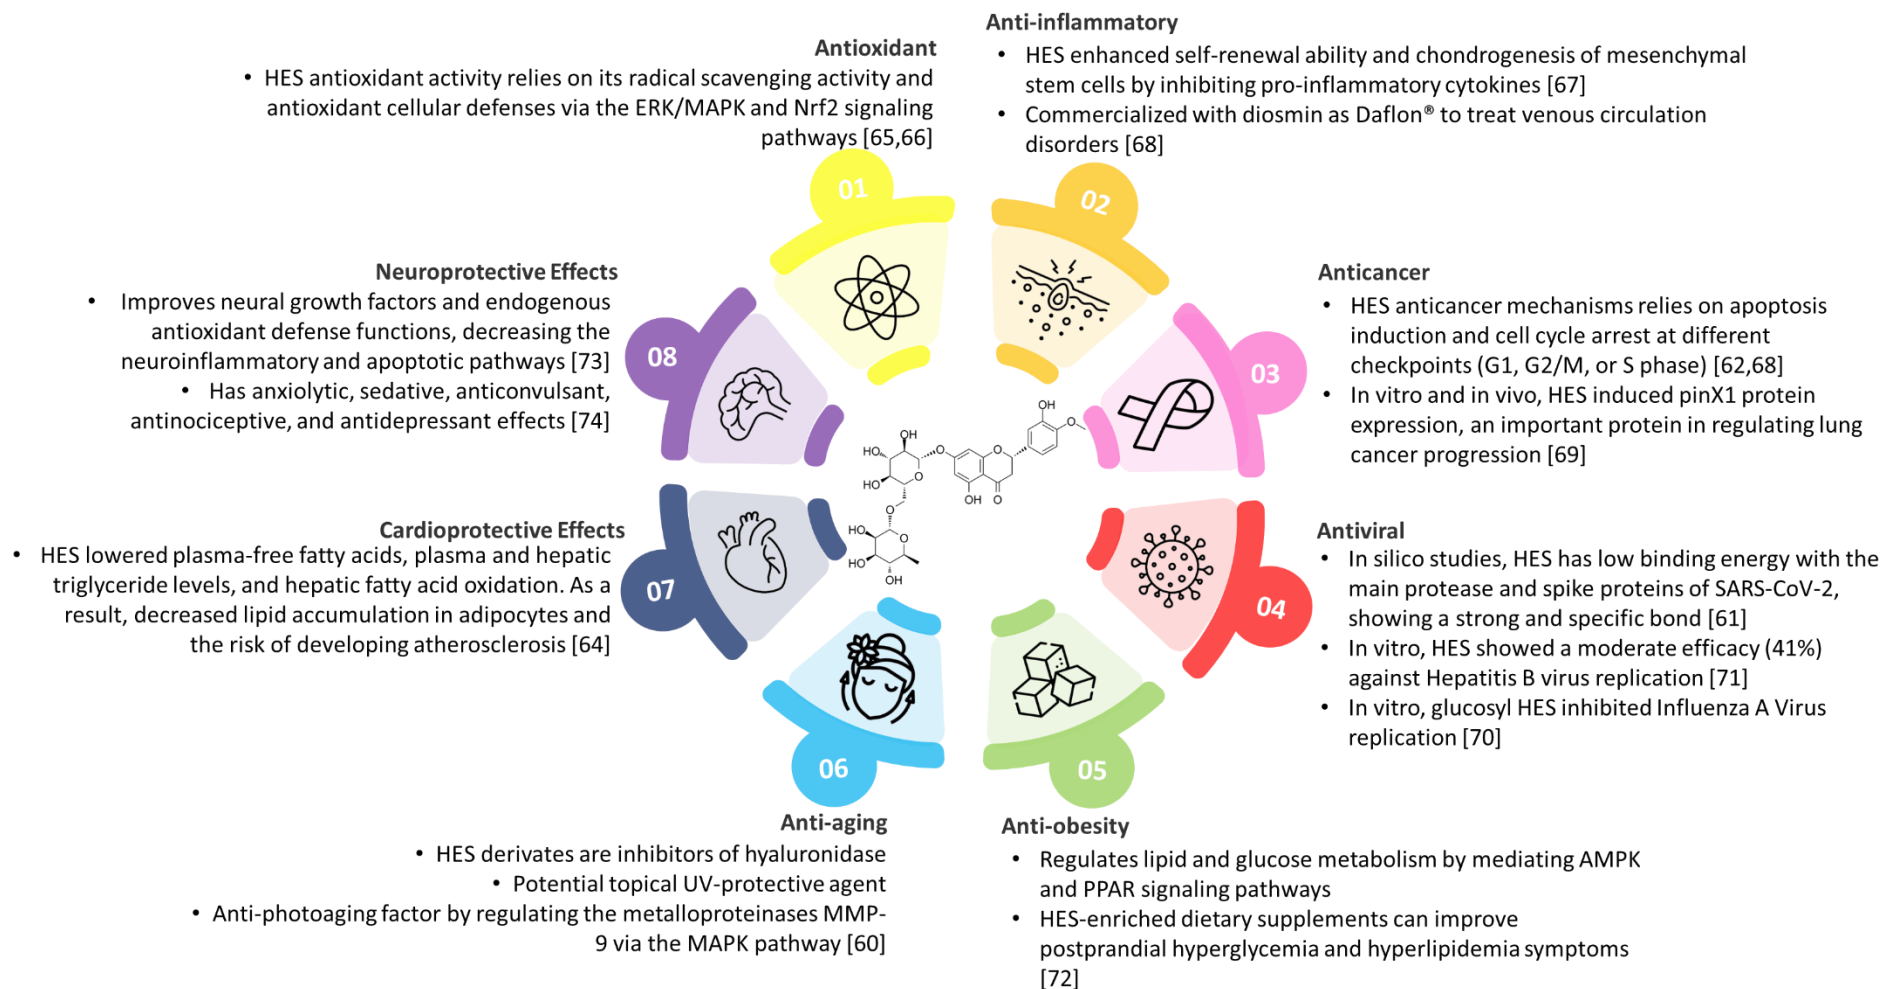 Antioxidant
• HES antioxidant activity relies on its radical scavenging activity and
antioxidant cellular defenses via the ERK/MAPK and Nrf2 signaling
pathways [65,66]
01
Anti-inflammatory
• HES enhanced self-renewal ability and chondrogenesis of mesenchymal
stem cells by inhibiting pro-inflammatory cytokines [67]
• Commercialized with diosmin as Daflon® to treat venous circulation
disorders [68]
02
Anticancer
• HES anticancer mechanisms relies on apoptosis
induction and cell cycle arrest at different
checkpoints (G1, G2/M, or S phase) [62,68]
• In vitro and in vivo, HES induced pinX1 protein
expression, an important protein in regulating lung
cancer progression [69]
03
Antiviral
• In silico studies, HES has low binding energy with the
main protease and spike proteins of SARS-CoV-2,
showing a strong and specific bond [61]
• In vitro, HES showed a moderate efficacy (41%)
against Hepatitis B virus replication [71]
• In vitro, glucosyl HES inhibited Influenza A Virus
replication [70]
04
05
Anti-obesity
• Regulates lipid and glucose metabolism by mediating AMPK
and PPAR signaling pathways
• HES-enriched dietary supplements can improve
postprandial hyperglycemia and hyperlipidemia symptoms
[72]
06
Anti-aging
• HES derivates are inhibitors of hyaluronidase
• Potential topical UV-protective agent
• Anti-photoaging factor by regulating the metalloproteinases MMP-
9 via the MAPK pathway [60]
Cardioprotective Effects
• HES lowered plasma-free fatty acids, plasma and hepatic
triglyceride levels, and hepatic fatty acid oxidation. As a
result, decreased lipid accumulation in adipocytes and
the risk of developing atherosclerosis [64]
07
Neuroprotective Effects
• Improves neural growth factors and endogenous
antioxidant defense functions, decreasing the
neuroinflammatory and apoptotic pathways [73]
• Has anxiolytic, sedative, anticonvulsant,
antinociceptive, and antidepressant effects [74]
08
OH
O
OH
HO
O
O
HO
O
OH
O
O
HO
O
HO
HO
OH